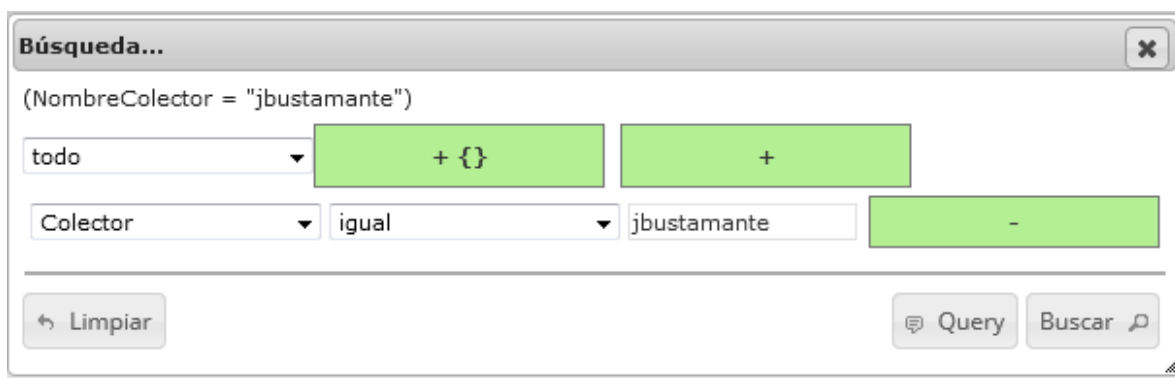 Búsqueda...
(NombreColector = "jbustamante")
todo + {} +
Colector igual jbustamante -
Limpiar Query Buscar